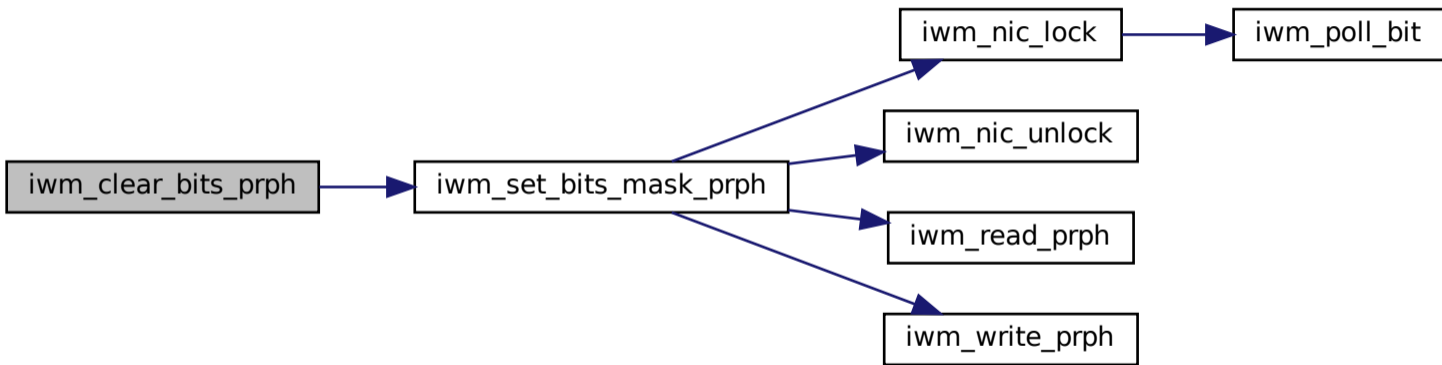 iwm_clear_bits_prph
iwm_set_bits_mask_prph
iwm_nic_lock
iwm_poll_bit
iwm_nic_unlock
iwm_read_prph
iwm_write_prph